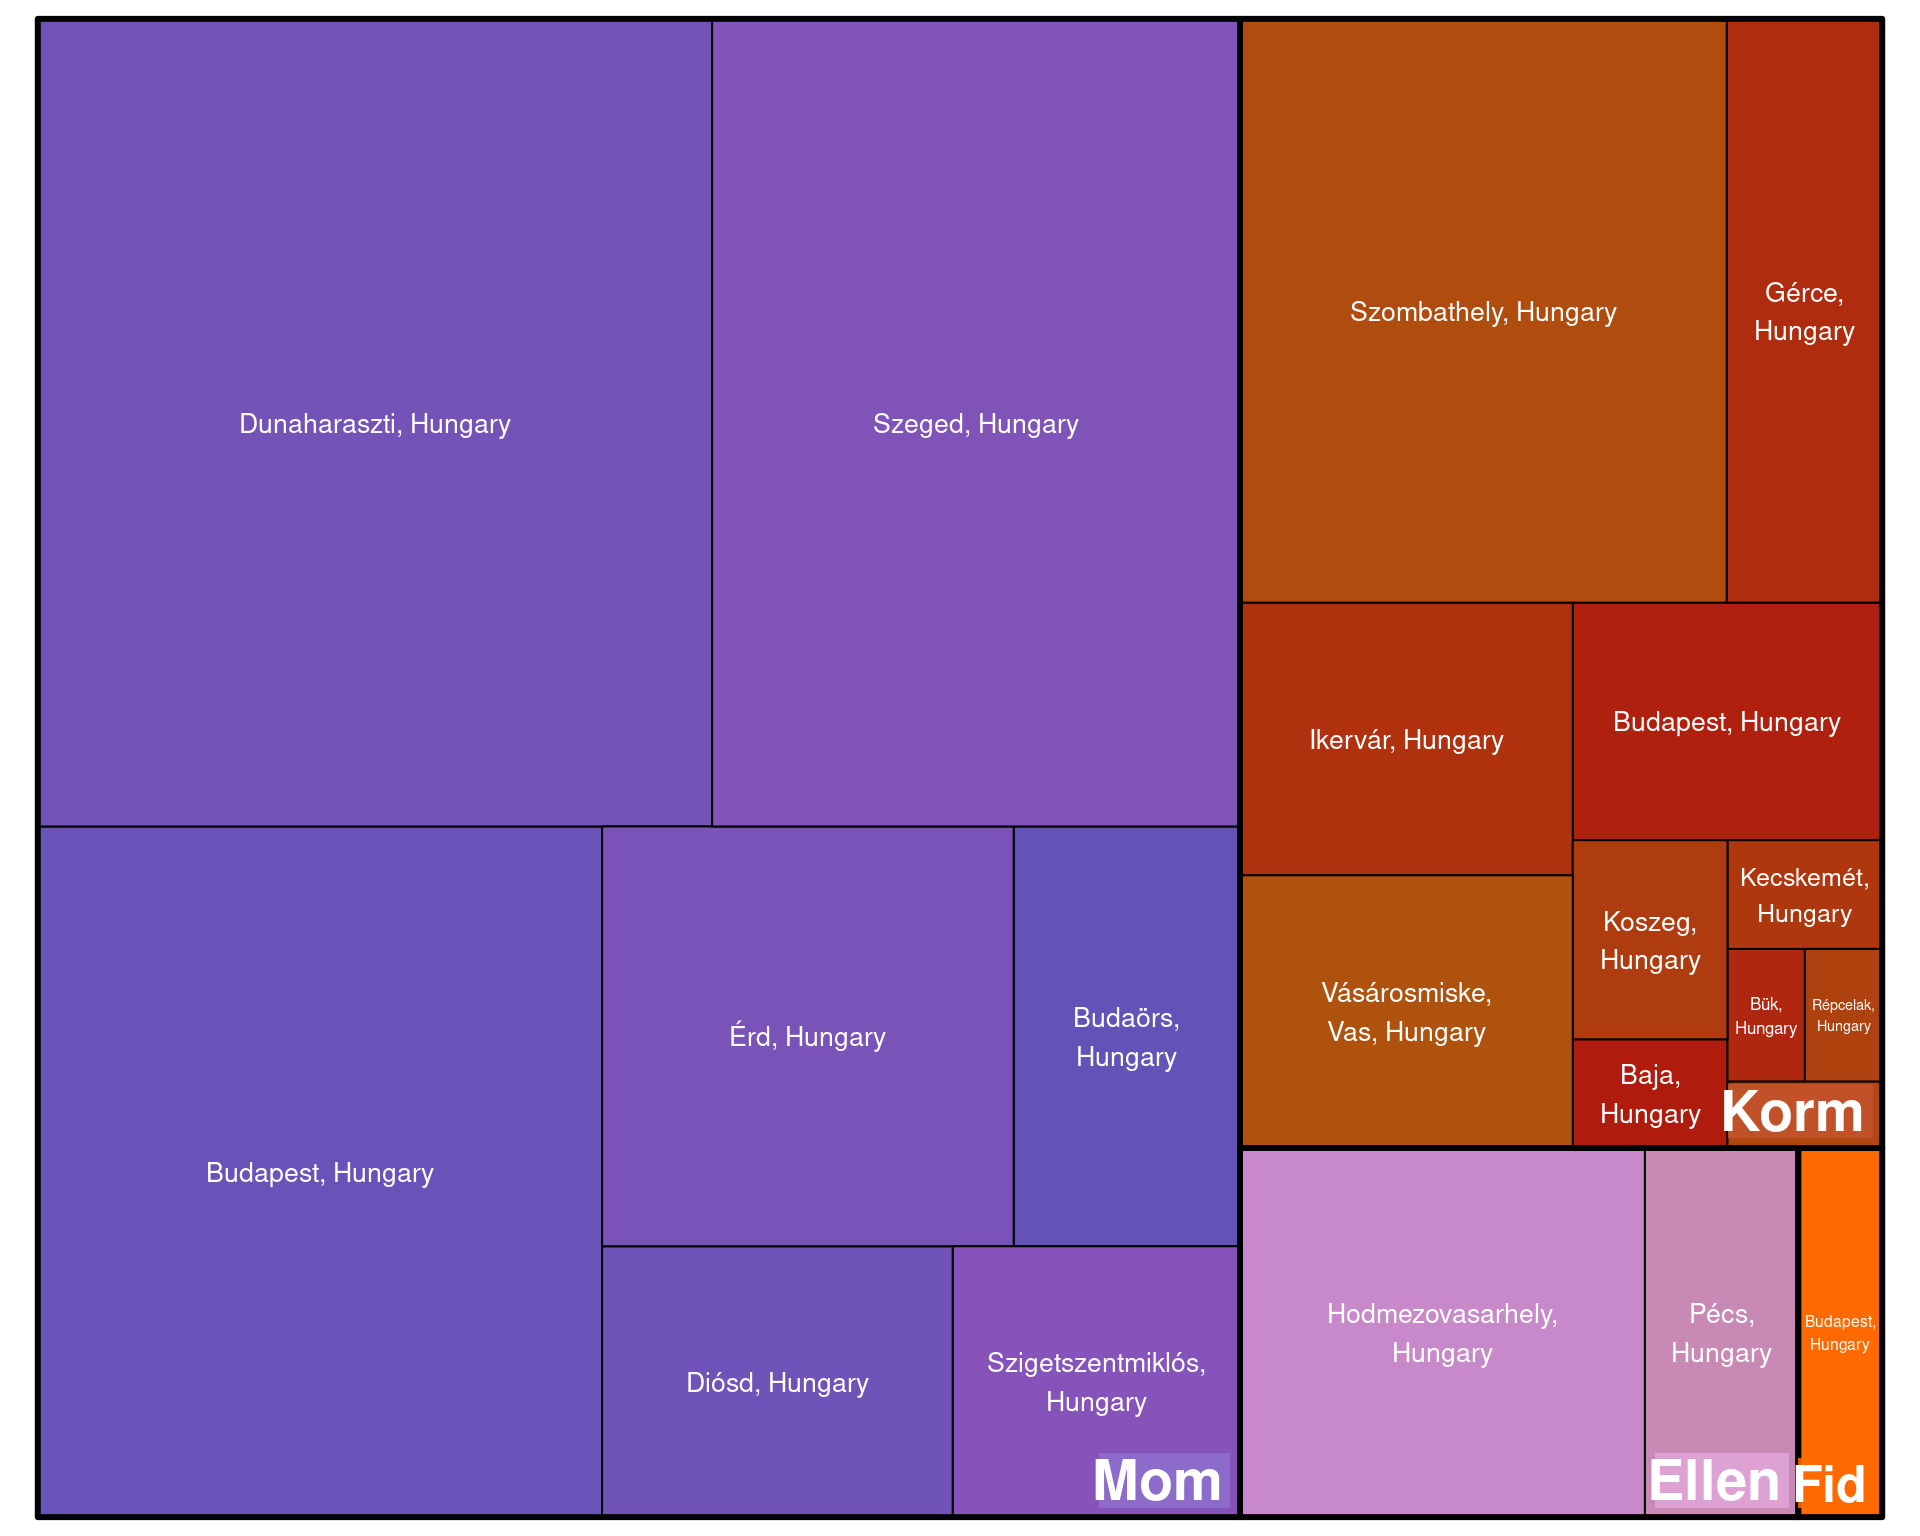 Dunaharaszti, Hungary
Szeged, Hungary
Budapest, Hungary
Érd, Hungary
Budaörs,
Hungary
Diósd, Hungary
Szigetszentmiklós,
Hungary
Mom
Szombathely, Hungary
Gérce,
Hungary
Ikervár, Hungary
Budapest, Hungary
Vásárosmiske,
Vas, Hungary
Koszeg,
Hungary
Kecskemét,
Hungary
Bük,
Hungary
Répcelak,
Hungary
Baja,
Hungary
Korm
Hodmezovasarhely,
Hungary
Pécs,
Hungary
Ellen
Budapest,
Hungary
Fid